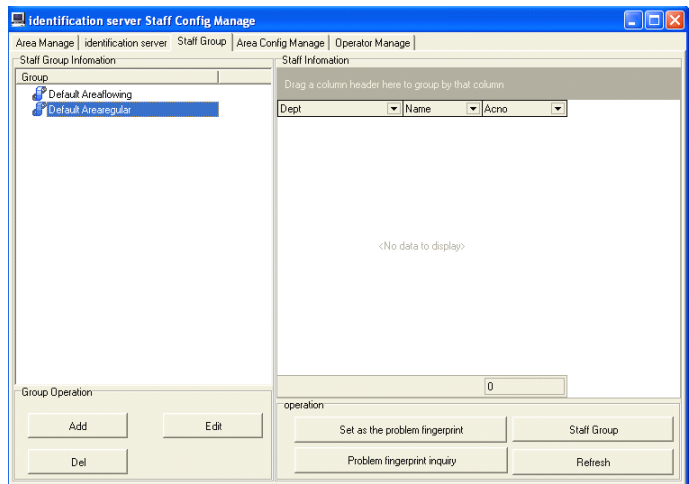 identification server Staff Config Manage
Area Manage identification server Staff Group Area Config Manage Operator Manage
Staff Group Infomation
Group
Default Areaflowing
Default Arearegular
Staff Infomation
Drag a column header here to group by that column
Dept Name Acno
<No data to display>
0
Group Operation
Add Edit
Del
operation
Set as the problem fingerprint Staff Group
Problem fingerprint inquiry Refresh